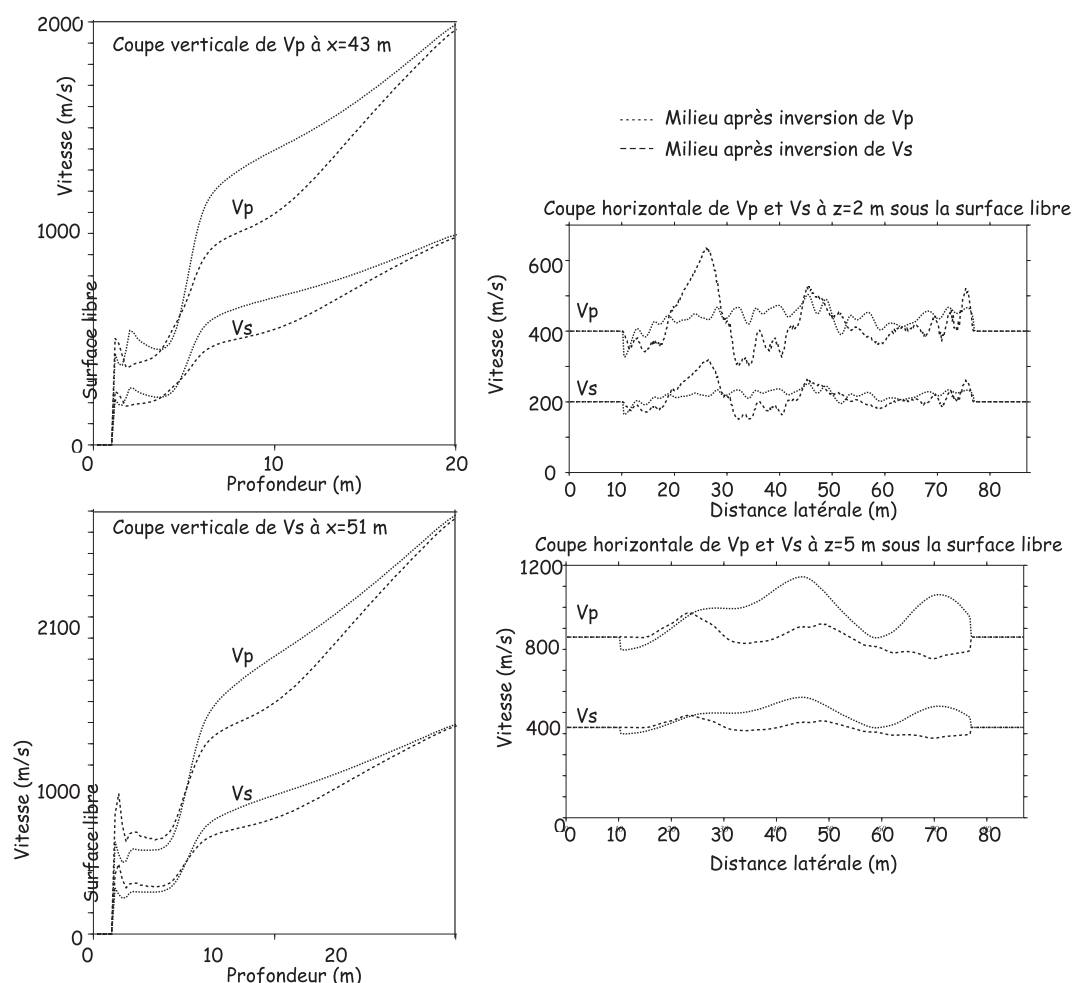 2000
Coupe verticale de Vp à x=43 m
Vitesse (m/s)
Vp
1000
Surface libre
Vs
0
0 10 20
Profondeur (m)
Milieu après inversion de Vp
Milieu après inversion de Vs
Coupe horizontale de Vp et Vs à z=2 m sous la surface libre
600
Vitesse (m/s)
Vp
400
Vs
200
0
0 10 20 30 40 50 60 70 80
Distance latérale (m)
Coupe verticale de Vs à x=51 m
2100
Vp
Vitesse (m/s)
1000
Surface libre
Vs
0
0 10 20
Profondeur (m)
Coupe horizontale de Vp et Vs à z=5 m sous la surface libre
1200
Vp
800
Vitesse (m/s)
Vs
400
0
0 10 20 30 40 50 60 70 80
Distance latérale (m)